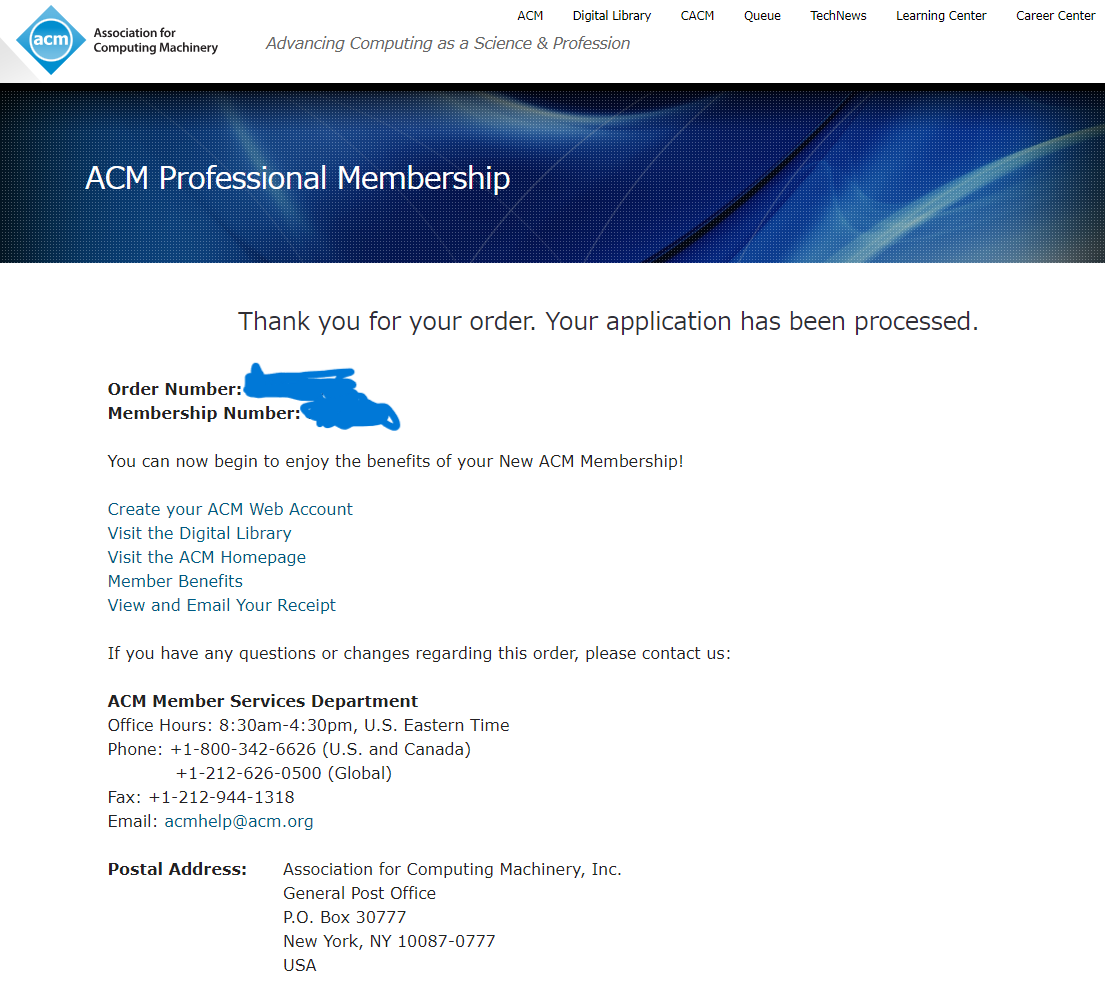 acm
Association for
Computing Machinery
ACM Digital Library CACM Queue TechNews Learning Center Career Center
Advancing Computing as a Science & Profession
ACM Professional Membership
Thank you for your order. Your application has been processed.
Order Number:
Membership Number:
You can now begin to enjoy the benefits of your New ACM Membership!
Create your ACM Web Account
Visit the Digital Library
Visit the ACM Homepage
Member Benefits
View and Email Your Receipt
If you have any questions or changes regarding this order, please contact us:
ACM Member Services Department
Office Hours: 8:30am-4:30pm, U.S. Eastern Time
Phone: +1-800-342-6626 (U.S. and Canada)
+1-212-626-0500 (Global)
Fax: +1-212-944-1318
Email: acmhelp@acm.org
Postal Address: Association for Computing Machinery, Inc.
General Post Office
P.O. Box 30777
New York, NY 10087-0777
USA